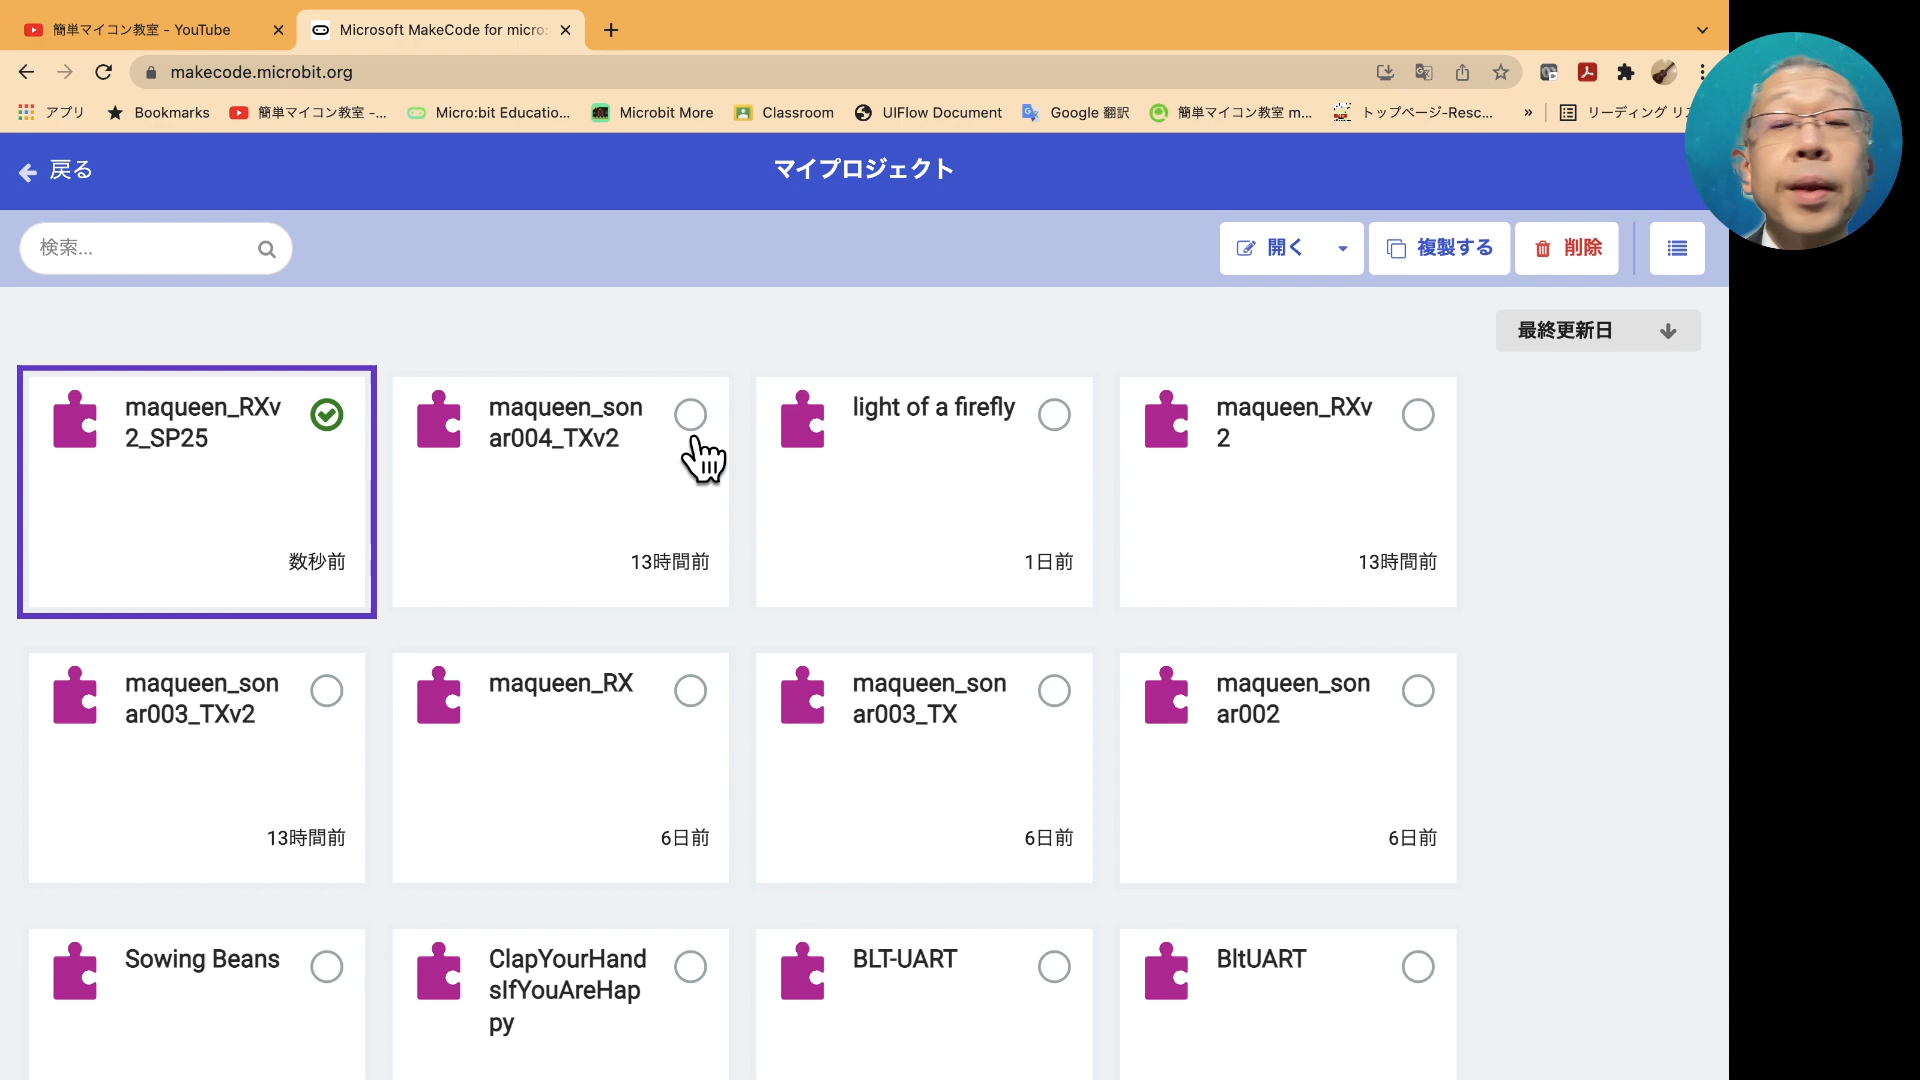 簡単マイコン教室 - YouTube
Microsoft MakeCode for micro:
makecode.microbit.org
アプリ
Bookmarks
簡単マイコン教室 -...
Micro:bit Educatio...
Microbit More
Classroom
UIFlow Document
Google 翻訳
簡単マイコン教室 m...
トップページ-Resc...
»
リーディング リス
戻る
マイプロジェクト
検索...
開く
複製する
削除
最終更新日
maqueen_RXv
2_SP25
数秒前
maqueen_son
ar004_TXv2
13時間前
light of a firefly
1日前
maqueen_RXv
2
13時間前
maqueen_son
ar003_TXv2
13時間前
maqueen_RX
6日前
maqueen_son
ar003_TX
6日前
maqueen_son
ar002
6日前
Sowing Beans
ClapYourHand
sIfYouAreHap
py
BLT-UART
BltUART